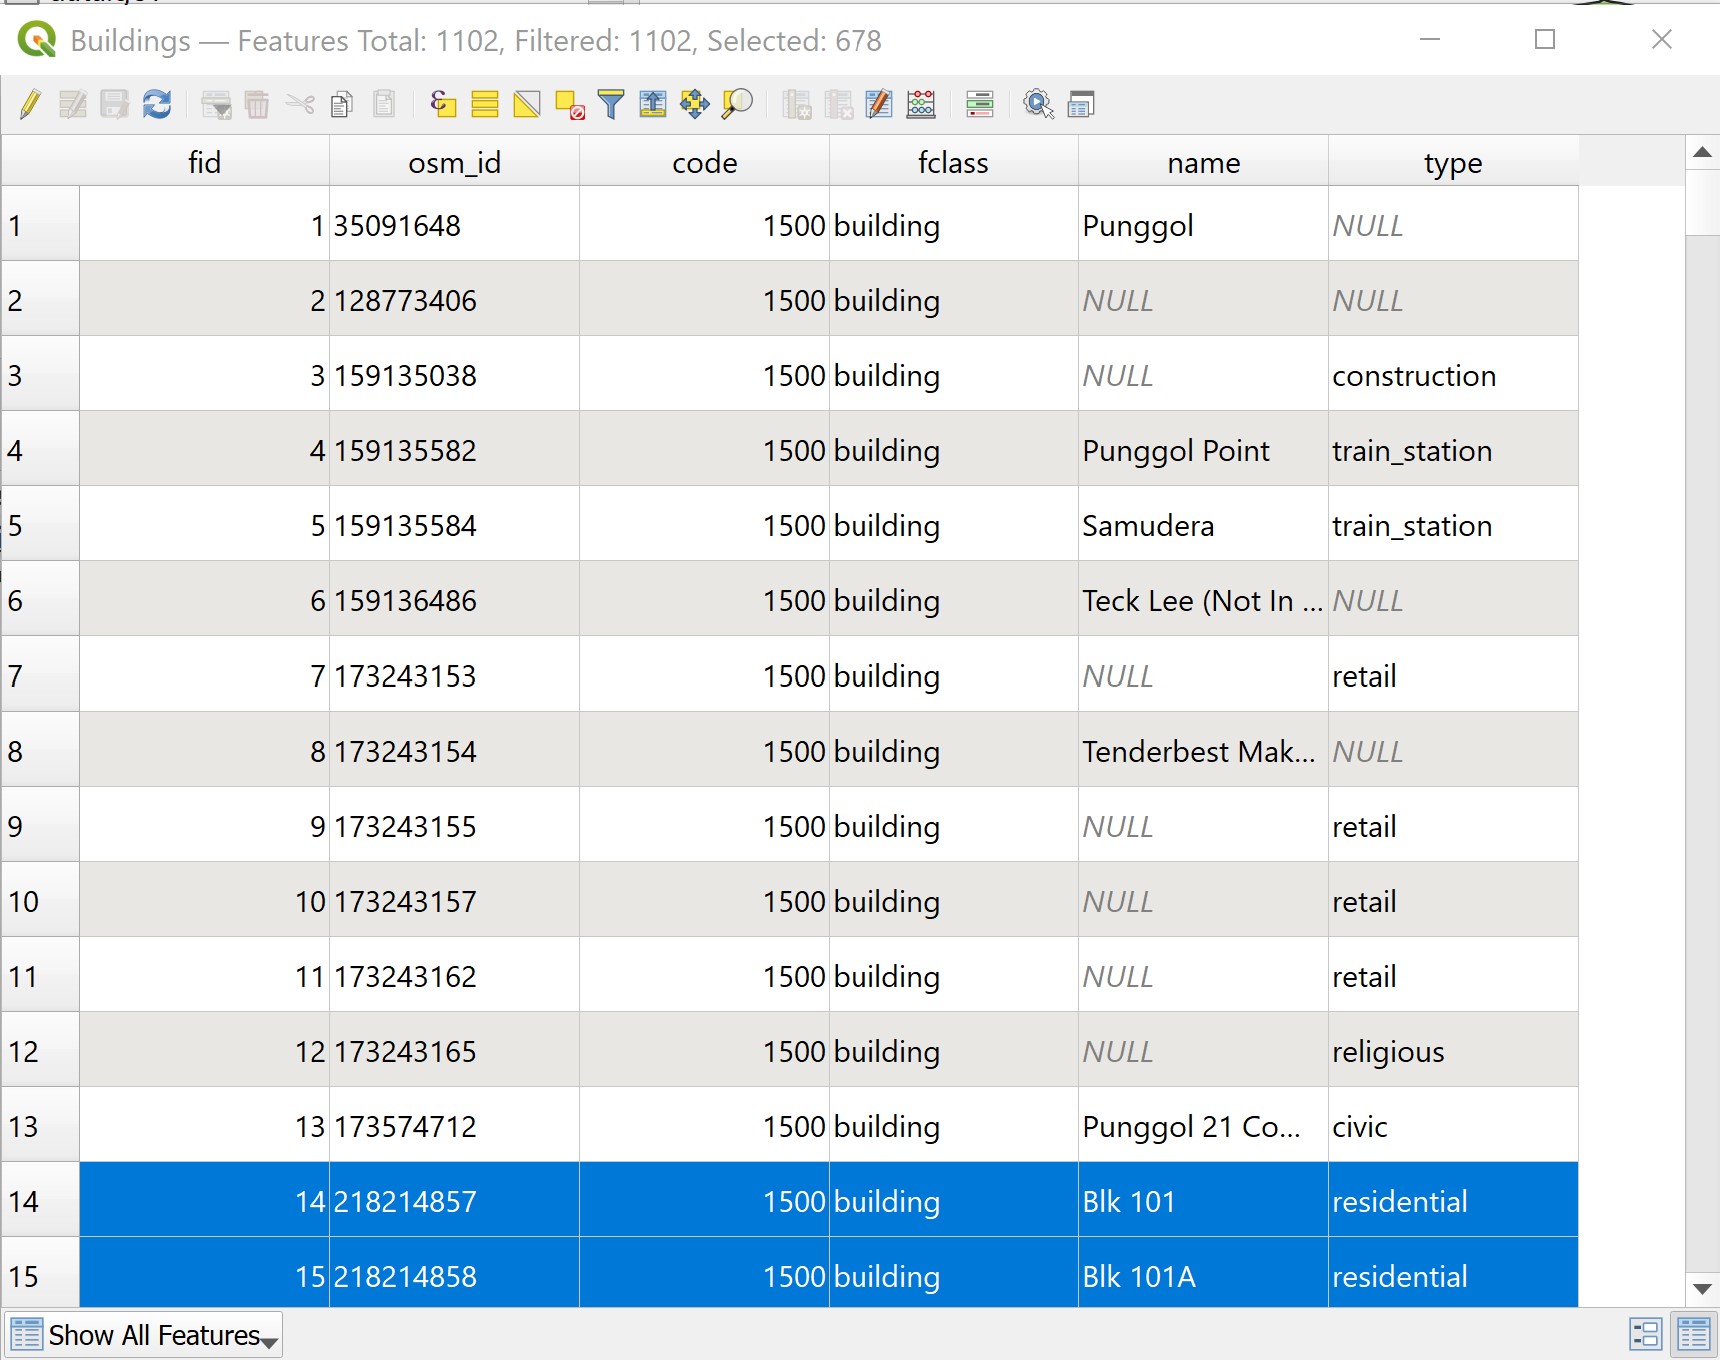 Buildings — Features Total: 1102, Filtered: 1102, Selected: 678
fid osm_id code fclass name type
1 1 35091648 1500 building Punggol NULL
2 2 128773406 1500 building NULL NULL
3 3 159135038 1500 building NULL construction
4 4 159135582 1500 building Punggol Point train_station
5 5 159135584 1500 building Samudera train_station
6 6 159136486 1500 building Teck Lee (Not In ... NULL
7 7 173243153 1500 building NULL retail
8 8 173243154 1500 building Tenderbest Mak... NULL
9 9 173243155 1500 building NULL retail
10 10 173243157 1500 building NULL retail
11 11 173243162 1500 building NULL retail
12 12 173243165 1500 building NULL religious
13 13 173574712 1500 building Punggol 21 Co... civic
14 14 218214857 1500 building Blk 101 residential
15 15 218214858 1500 building Blk 101A residential
Show All Features